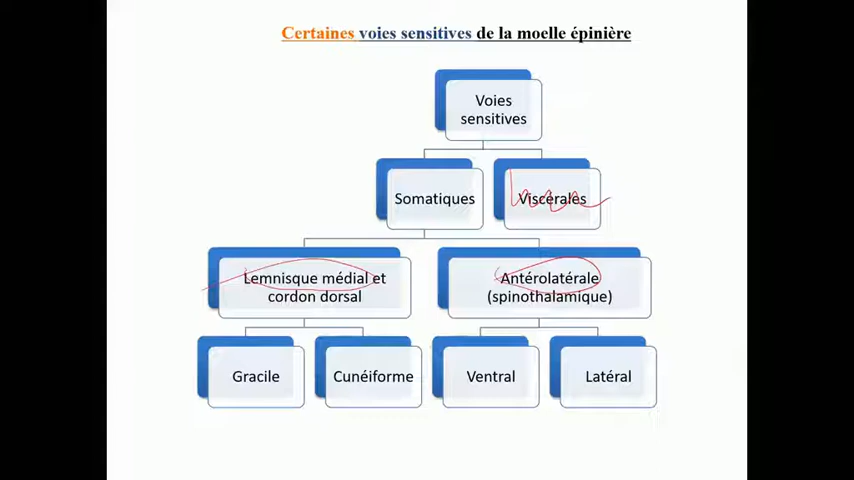 Certaines voies sensitives de la moelle épinière
Voies
sensitives
Somatiques
Viscérales
Lemnisque médial et
cordon dorsal
Antérolatérale
(spinothalamique)
Gracile
Cunéiforme
Ventral
Latéral